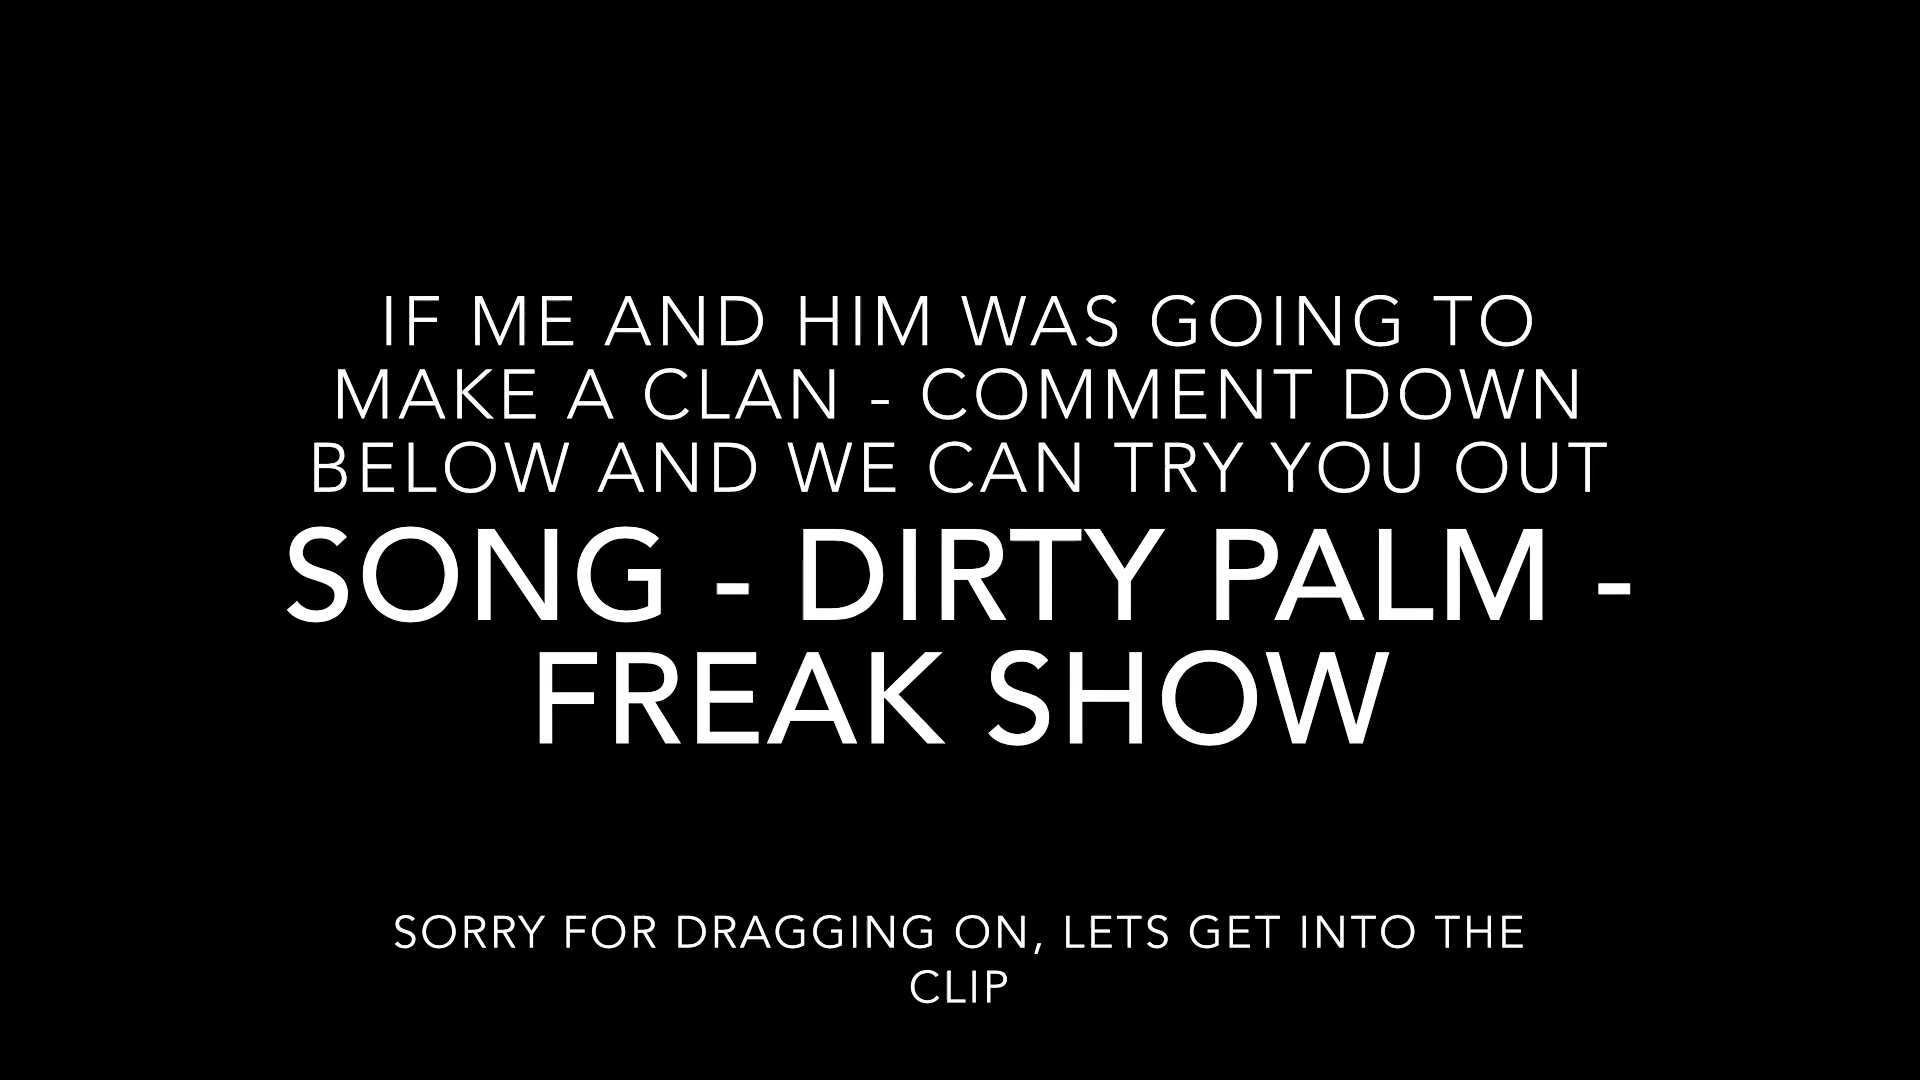 IF ME AND HIM WAS GOING TO
MAKE A CLAN - COMMENT DOWN
BELOW AND WE CAN TRY YOU OUT
SONG - DIRTY PALM -
FREAK SHOW
SORRY FOR DRAGGING ON, LETS GET INTO THE
CLIP